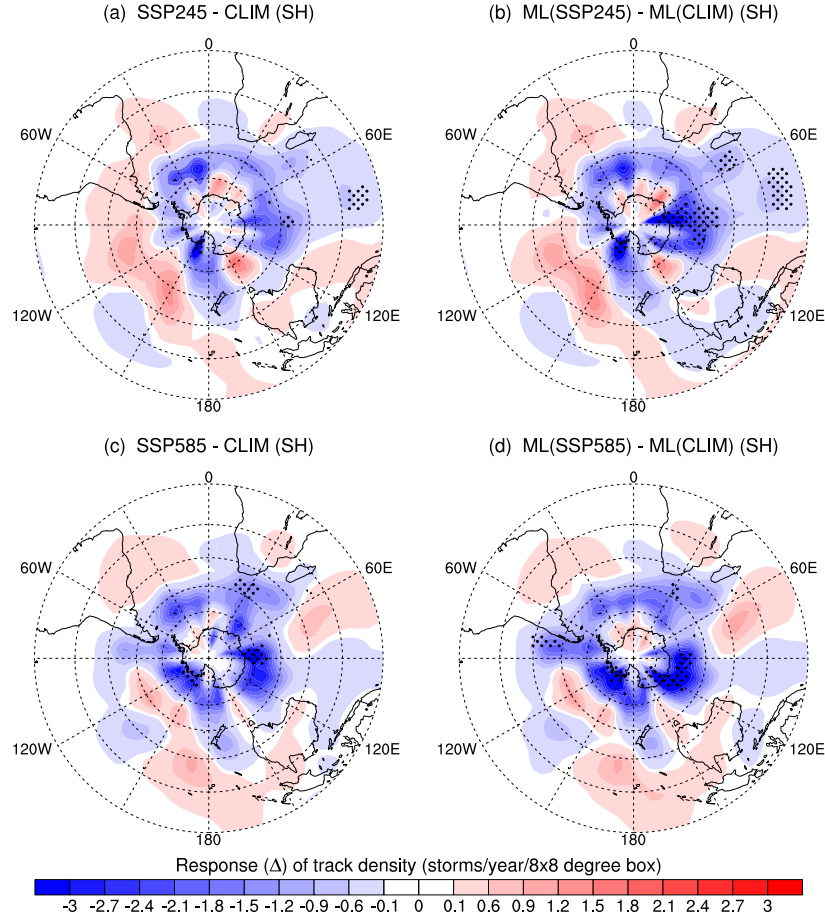 (a) SSP245 - CLIM (SH)
(b) ML(SSP245) - ML(CLIM) (SH)
0
0
60W
60E
60W
60E
120W
120E
120W
120E
180
180
(c) SSP585 - CLIM (SH)
(d) ML(SSP585) - ML(CLIM) (SH)
0
0
60W
60E
60W
60E
120W
120E
120W
120E
180
180
Response (Δ) of track density (storms/year/8x8 degree box)
-3 -2.7 -2.4 -2.1 -1.8 -1.5 -1.2 -0.9 -0.6 -0.1 0 0.1 0.6 0.9 1.2 1.5 1.8 2.1 2.4 2.7 3